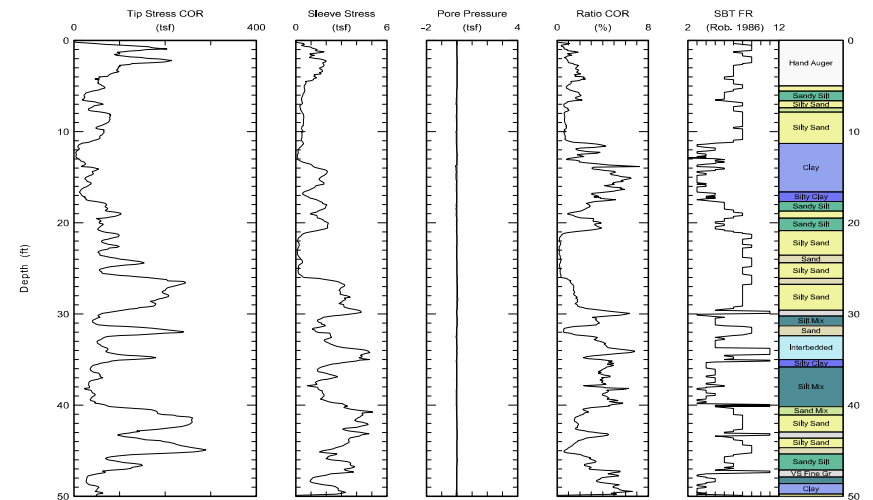 Tip Stress COR
(tsf)
0 400
Sleeve Stress
(tsf)
0 6
Pore Pressure
(tsf)
-2 4
Ratio COR
(%)
0 8
SBT FR
(Rob. 1986)
2 12
Depth (ft)
0
10
20
30
40
50
Hand Auger
Sandy Silt
Silty Sand
Silty Sand
Clay
Silty Clay
Sandy Silt
Sandy Silt
Silty Sand
Sand
Silty Sand
Silty Sand
Silt Mix
Sand
Interbedded
Silty Clay
Silt Mix
Sand Mix
Silty Sand
Silty Sand
Sandy Silt
VS Fine Gr
Clay
0
10
20
30
40
50